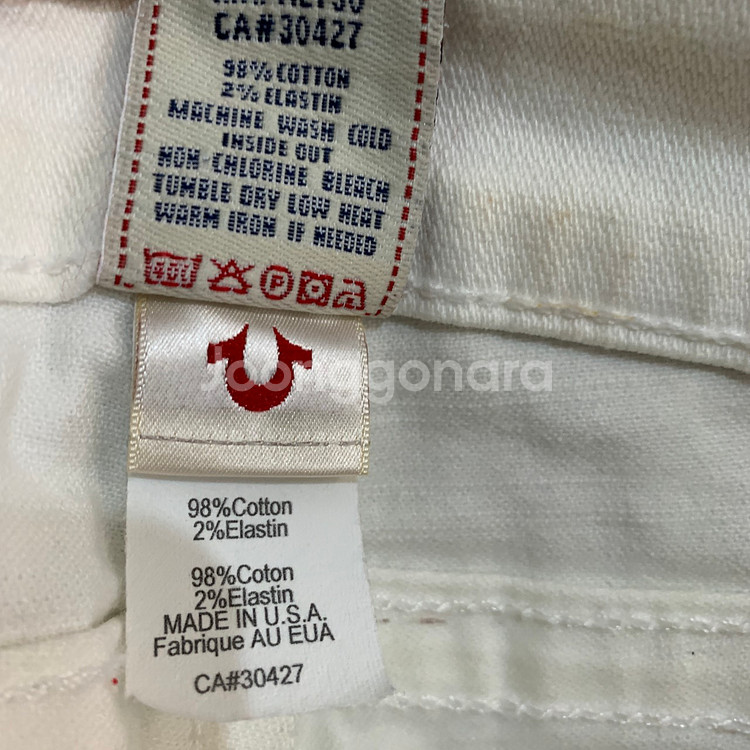 CA#30427
98% COTTON
2% ELASTIN
MACHINE WASH COLD
INSIDE OUT
NON-CHLORINE BLEACH
TUMBLE DRY LOW HEAT
WARM IRON IF NEEDED
P
Joonggonara
98%Cotton
2%Elastin
98%Coton
2%Elastin
MADE IN U.S.A.
Fabrique AU EUA
CA#30427